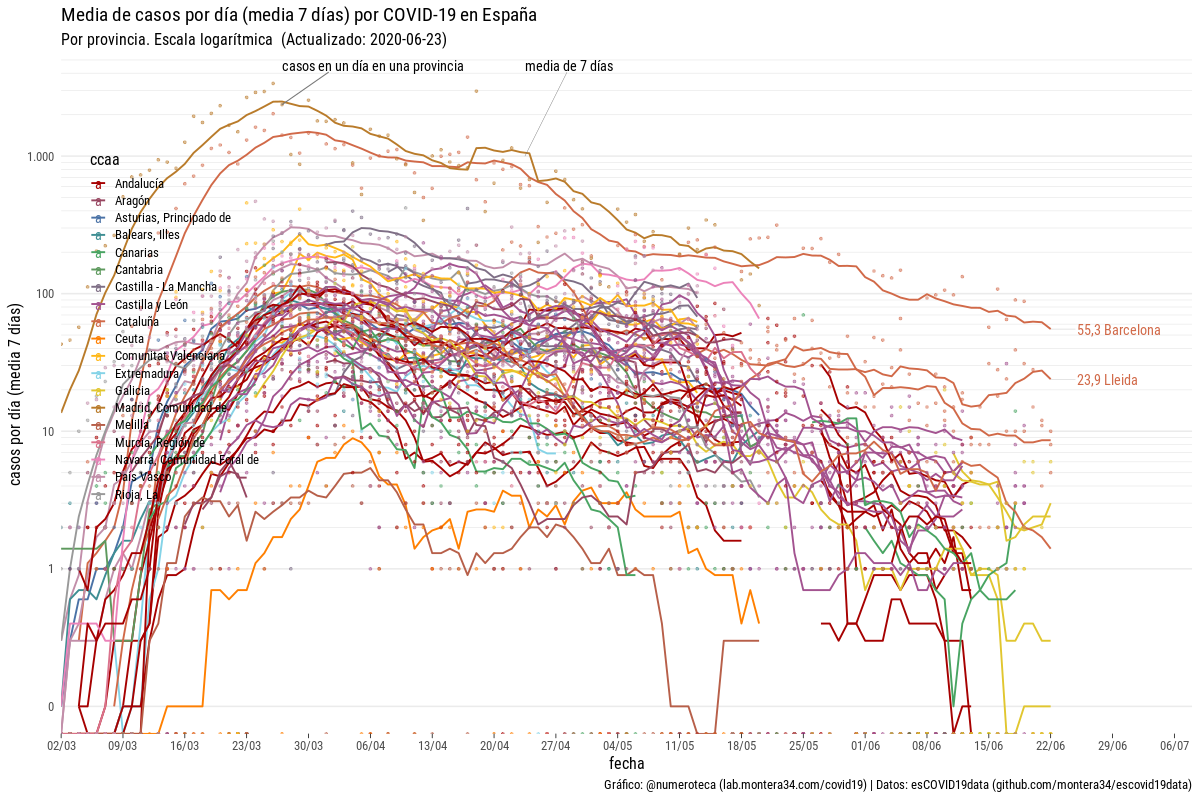 Media de casos por día (media 7 días) por COVID-19 en España
Por provincia. Escala logarítmica  (Actualizado: 2020-06-23)
casos en un día en una provincia
media de 7 días
casos por día (media 7 días)
1.000
100
10
1
0
ccaa
Andalucía
Aragón
Asturias, Principado de
Balears, Illes
Canarias
Cantabria
Castilla - La Mancha
Castilla y León
Cataluña
Ceuta
Comunitat Valenciana
Extremadura
Galicia
Madrid, Comunidad de
Melilla
Murcia, Región de
Navarra, Comunidad Foral de
País Vasco
Rioja, La
55,3 Barcelona
23,9 Lleida
02/03 09/03 16/03 23/03 30/03 06/04 13/04 20/04 27/04 04/05 11/05 18/05 25/05 01/06 08/06 15/06 22/06 29/06 06/07
fecha
Gráfico: @numeroteca (lab.montera34.com/covid19) | Datos: esCOVID19data (github.com/montera34/escovid19data)